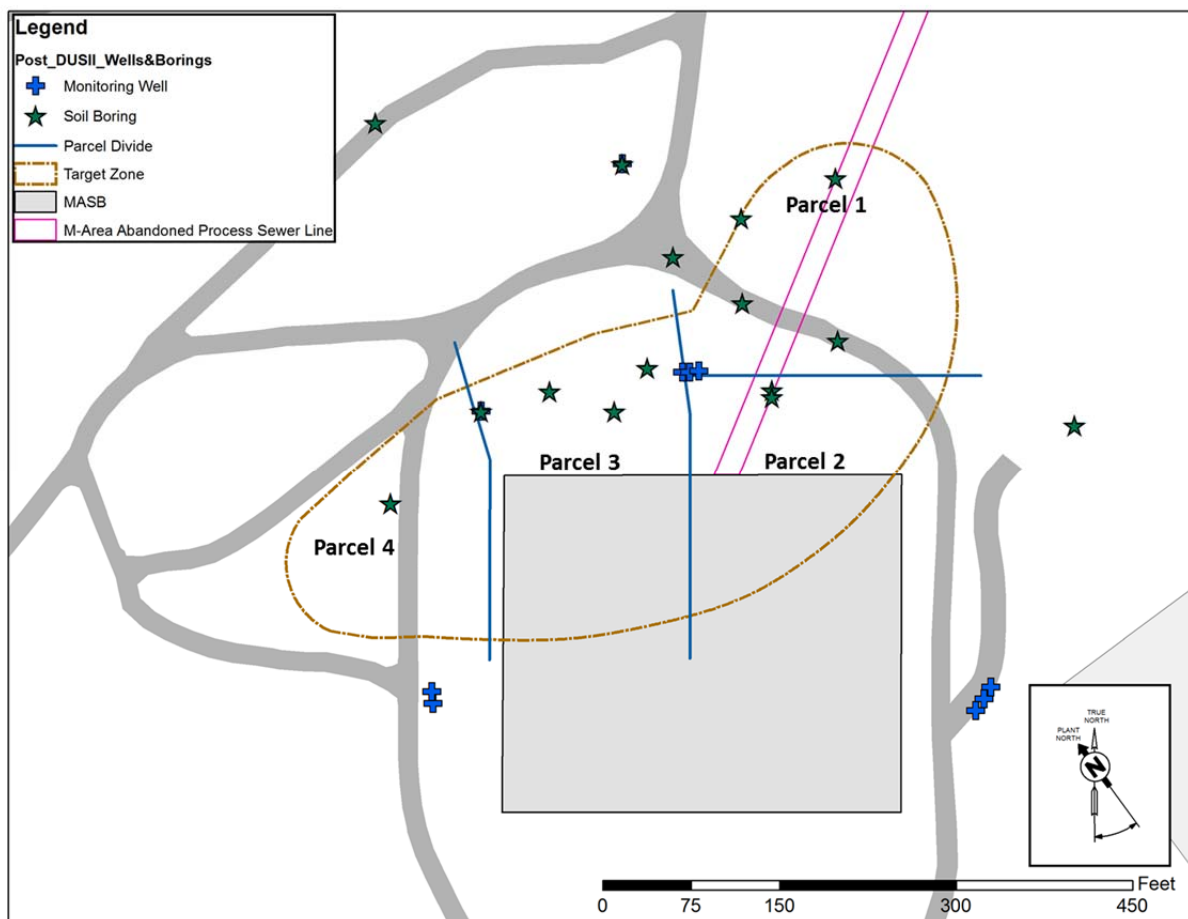 Legend
Post_DUSII_Wells&Borings
Monitoring Well
Soil Boring
Parcel Divide
Target Zone
MASB
M-Area Abandoned Process Sewer Line
Parcel 1
Parcel 3
Parcel 2
Parcel 4
TRUE
NORTH
PLANT
NORTH
N
Feet
0 75 150 300 450